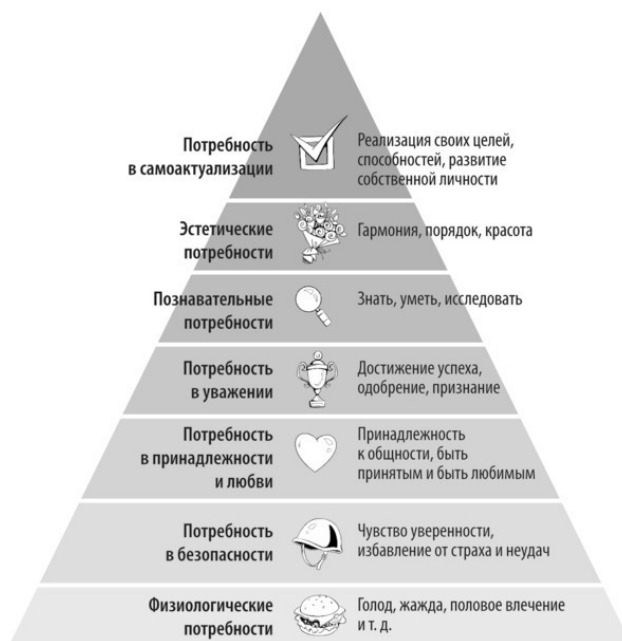 Потребность
в самоактуализации
Реализация своих целей,
способностей, развитие
собственной личности
Эстетические
потребности
Гармония, порядок, красота
Познавательные
потребности
Знать, уметь, исследовать
Потребность
в уважении
Достижение успеха,
одобрение, признание
Потребность
в принадлежности
и любви
Принадлежность
к общности, быть
принятым и быть любимым
Потребность
в безопасности
Чувство уверенности,
избавление от страха и неудач
Физиологические
потребности
Голод, жажда, половое влечение
и т. д.